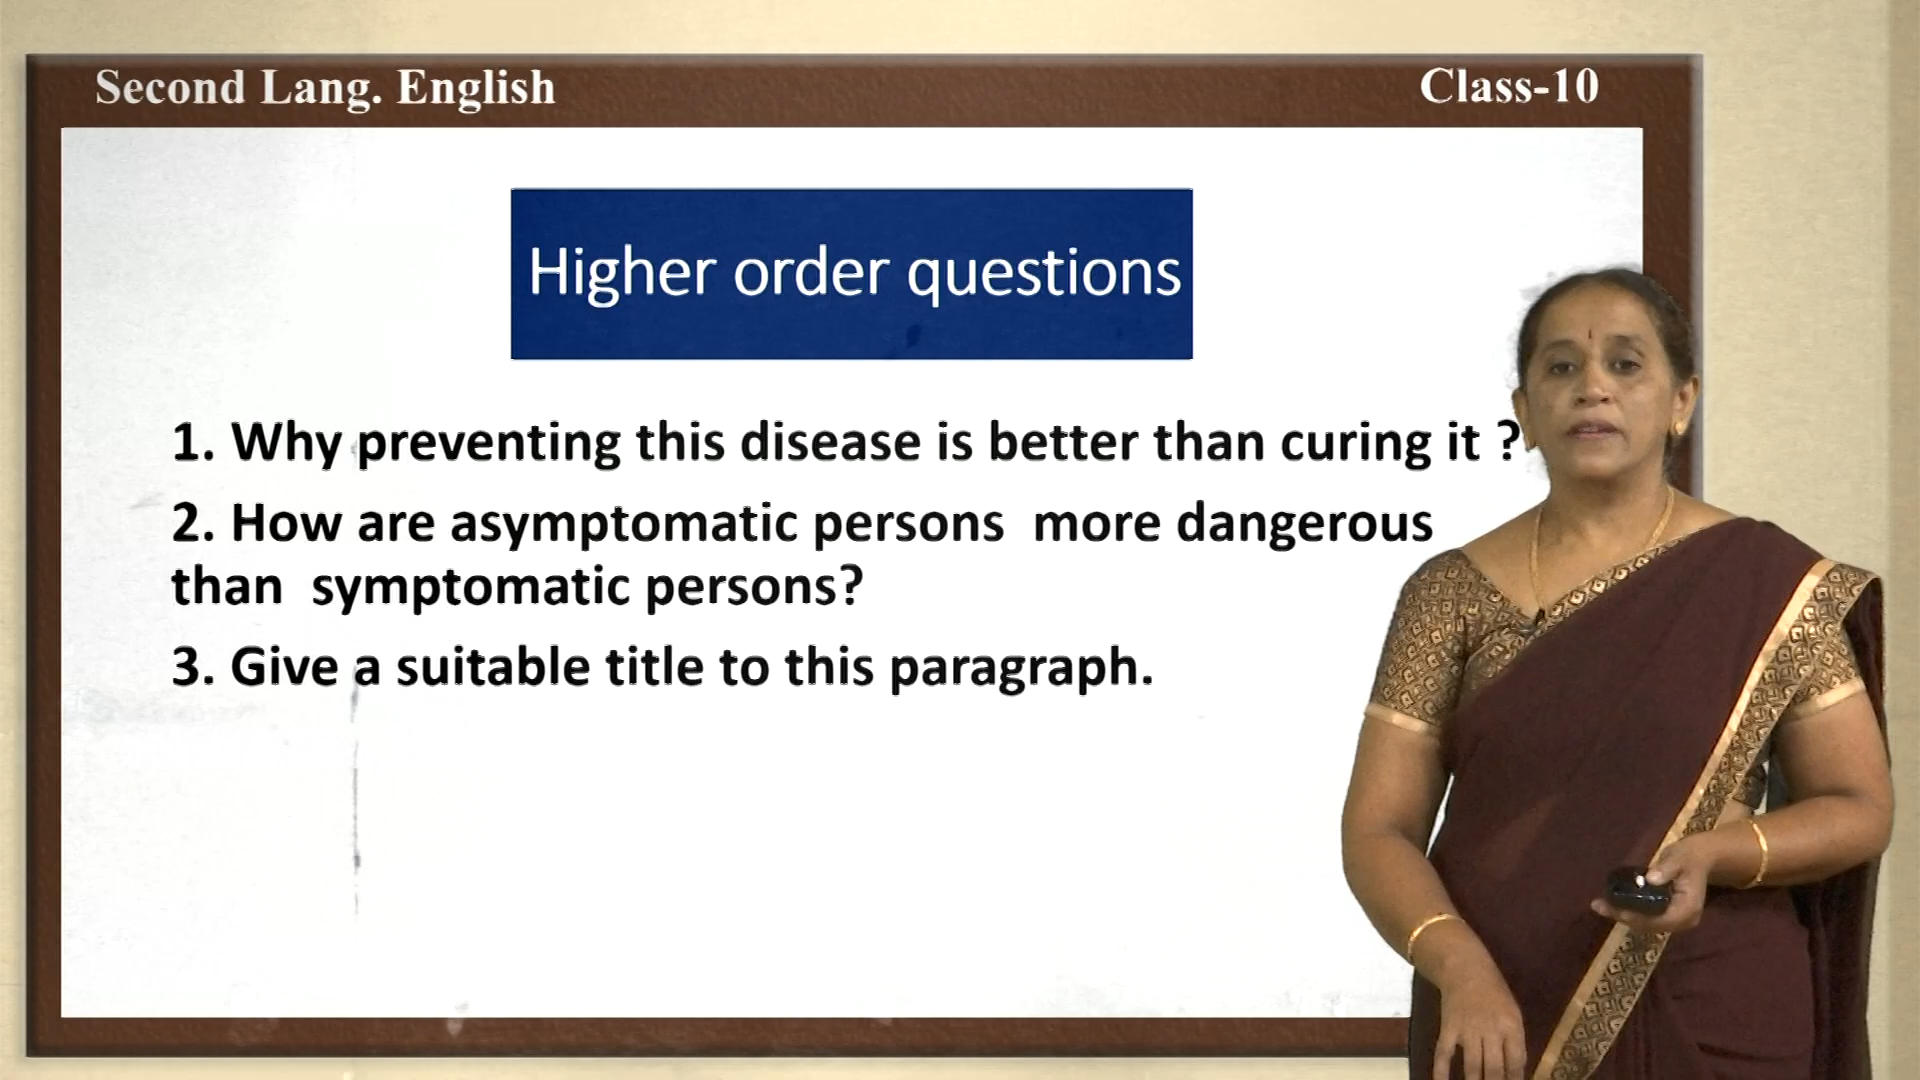 Second Lang. English
Class-10
Higher order questions
1. Why preventing this disease is better than curing it ?
2. How are asymptomatic persons  more dangerous
than  symptomatic persons?
3. Give a suitable title to this paragraph.